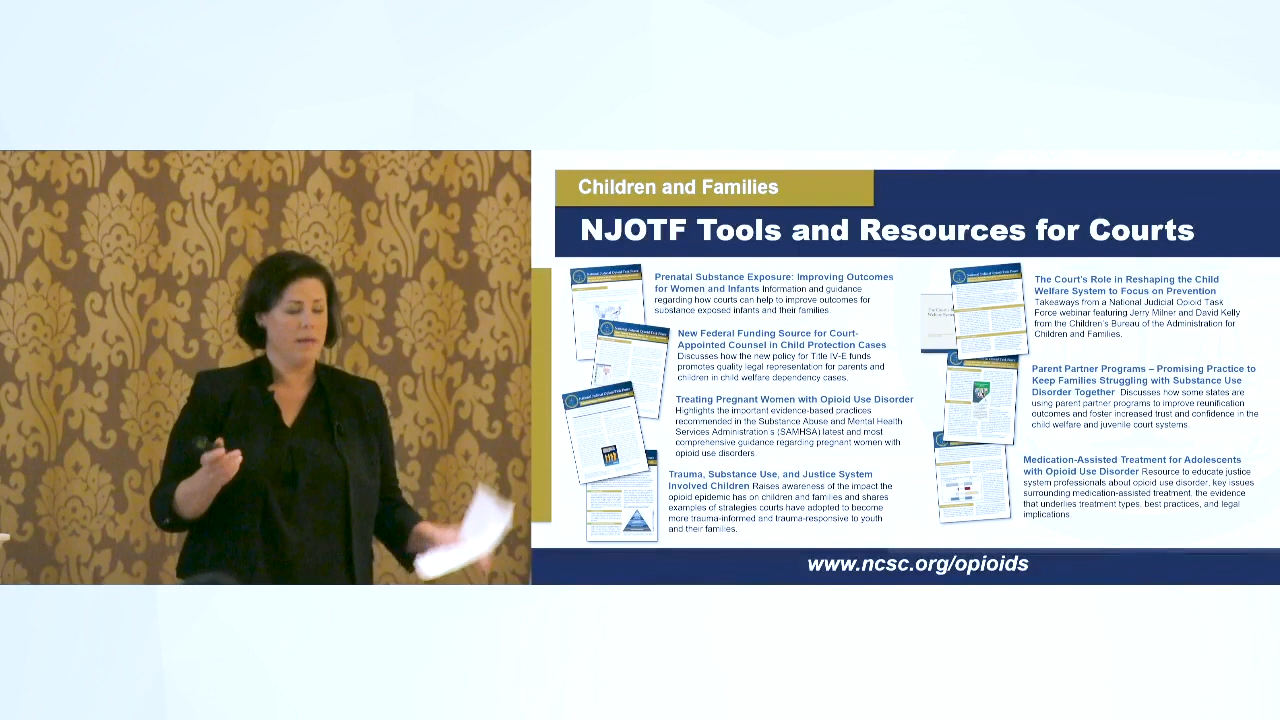 Children and Families
NJOTF Tools and Resources for Courts
Prenatal Substance Exposure: Improving Outcomes
for Women and Infants Information and guidance
regarding how courts can help to improve outcomes for
substance exposed infants and their families.
New Federal Funding Source for Court-
Appointed Counsel in Child Protection Cases
Discusses how the new policy for Title IV-E funds
promotes quality legal representation for parents and
children in child welfare dependency cases.
Treating Pregnant Women with Opioid Use Disorder
Highlights the important evidence-based practices
recommended in the Substance Abuse and Mental Health
Services Administration's (SAMHSA) latest and most
comprehensive guidance regarding pregnant women with
opioid use disorders.
Trauma, Substance Use, and Justice System
Involved Children Raises awareness of the impact the
opioid epidemic has on children/families and provides
examples of strategies courts have adopted to become
more trauma-informed and trauma-responsive to youth
and their families.
The Court's Role in Reshaping the Child
Welfare System to Focus on Prevention
Takeaways from a National Judicial Opioid Task
Force webinar featuring Jerry Milner and David Kelly
from the Children's Bureau of the Administration for
Children and Families.
Parent Partner Programs – Promising Practice to
Keep Families Struggling with Substance Use
Disorder Together Discusses how some states are
using parent partner programs to improve reunification
outcomes and foster increased trust and confidence in the
child welfare and juvenile court systems.
Medication-Assisted Treatment for Adolescents
with Opioid Use Disorder Resource to educate justice
system professionals about opioid use disorder, key issues
surrounding medication-assisted treatment, the evidence
that underlies treatment types, best practices, and legal
implications.
www.ncsc.org/opioids